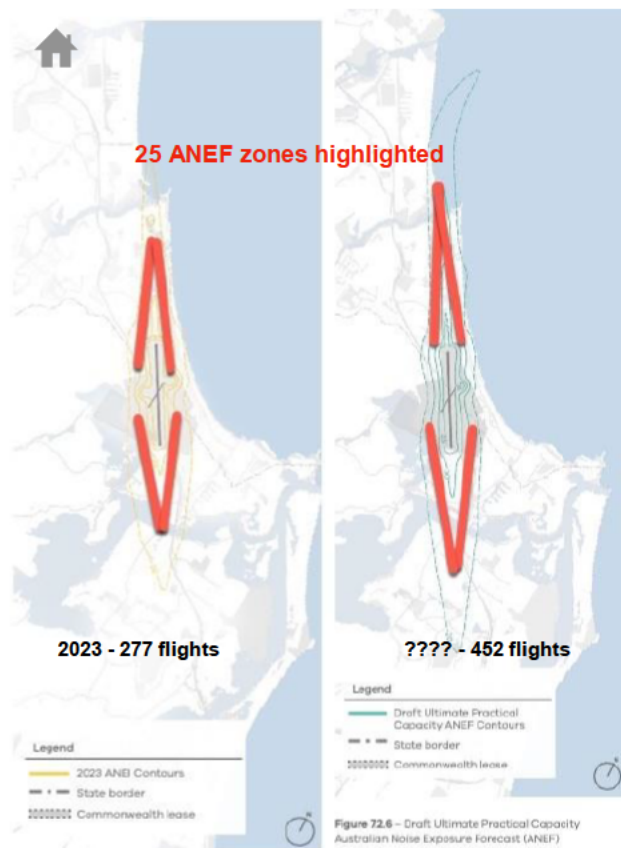 25 ANEF zones highlighted
2023 - 277 flights
???? - 452 flights
Legend
2023 ANEI Contours
State border
Commonwealth lease
Legend
Draft Ultimate Practical
Capacity ANEF Contours
State border
Commonwealth lease
Figure 72.6 – Draft Ultimate Practical Capacity
Australian Noise Exposure Forecast (ANEF)